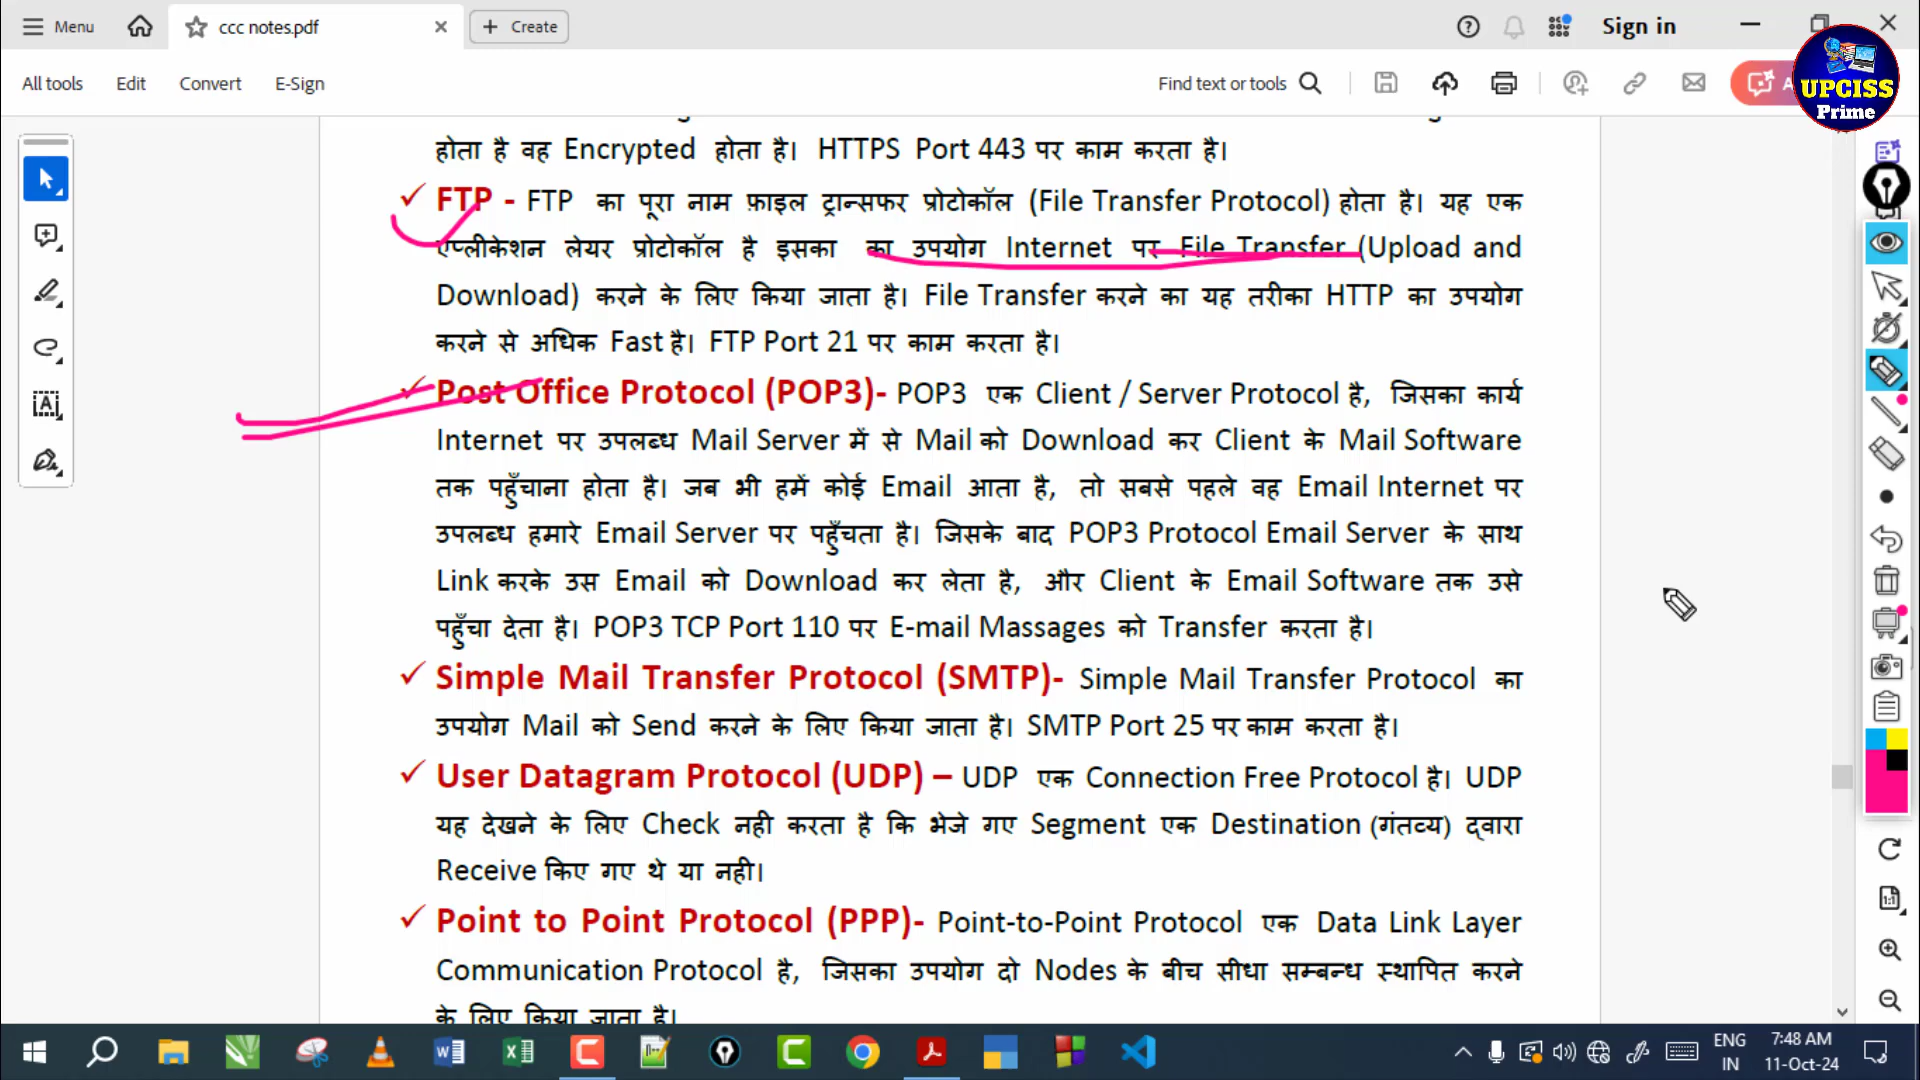 Menu
ccc notes.pdf
Create
Sign in
All tools
Edit
Convert
E-Sign
Find text or tools
UPCISS
Prime
होता है वह Encrypted होता है। HTTPS Port 443 पर काम करता है।
FTP - FTP का पूरा नाम फ़ाइल ट्रान्सफर प्रोटोकॉल (File Transfer Protocol) होता है। यह एक
एप्लीकेशन लेयर प्रोटोकॉल है इसका का उपयोग Internet पर File Transfer (Upload and
Download) करने के लिए किया जाता है। File Transfer करने का यह तरीका HTTP का उपयोग
करने से अधिक Fast है। FTP Port 21 पर काम करता है।
Post Office Protocol (POP3)- POP3 एक Client / Server Protocol है, जिसका कार्य
Internet पर उपलब्ध Mail Server में से Mail को Download कर Client के Mail Software
तक पहुँचाना होता है। जब भी हमें कोई Email आता है, तो सबसे पहले वह Email Internet पर
उपलब्ध हमारे Email Server पर पहुँचता है। जिसके बाद POP3 Protocol Email Server के साथ
Link करके उस Email को Download कर लेता है, और Client के Email Software तक उसे
पहुँचा देता है। POP3 TCP Port 110 पर E-mail Massages को Transfer करता है।
Simple Mail Transfer Protocol (SMTP)- Simple Mail Transfer Protocol का
उपयोग Mail को Send करने के लिए किया जाता है। SMTP Port 25 पर काम करता है।
User Datagram Protocol (UDP) – UDP एक Connection Free Protocol है। UDP
यह देखने के लिए Check नही करता है कि भेजे गए Segment एक Destination (गंतव्य) द्वारा
Receive किए गए थे या नही।
Point to Point Protocol (PPP)- Point-to-Point Protocol एक Data Link Layer
Communication Protocol है, जिसका उपयोग दो Nodes के बीच सीधा सम्बन्ध स्थापित करने
के लिए किया जाता है।
ENG
IN
7:48 AM
11-Oct-24